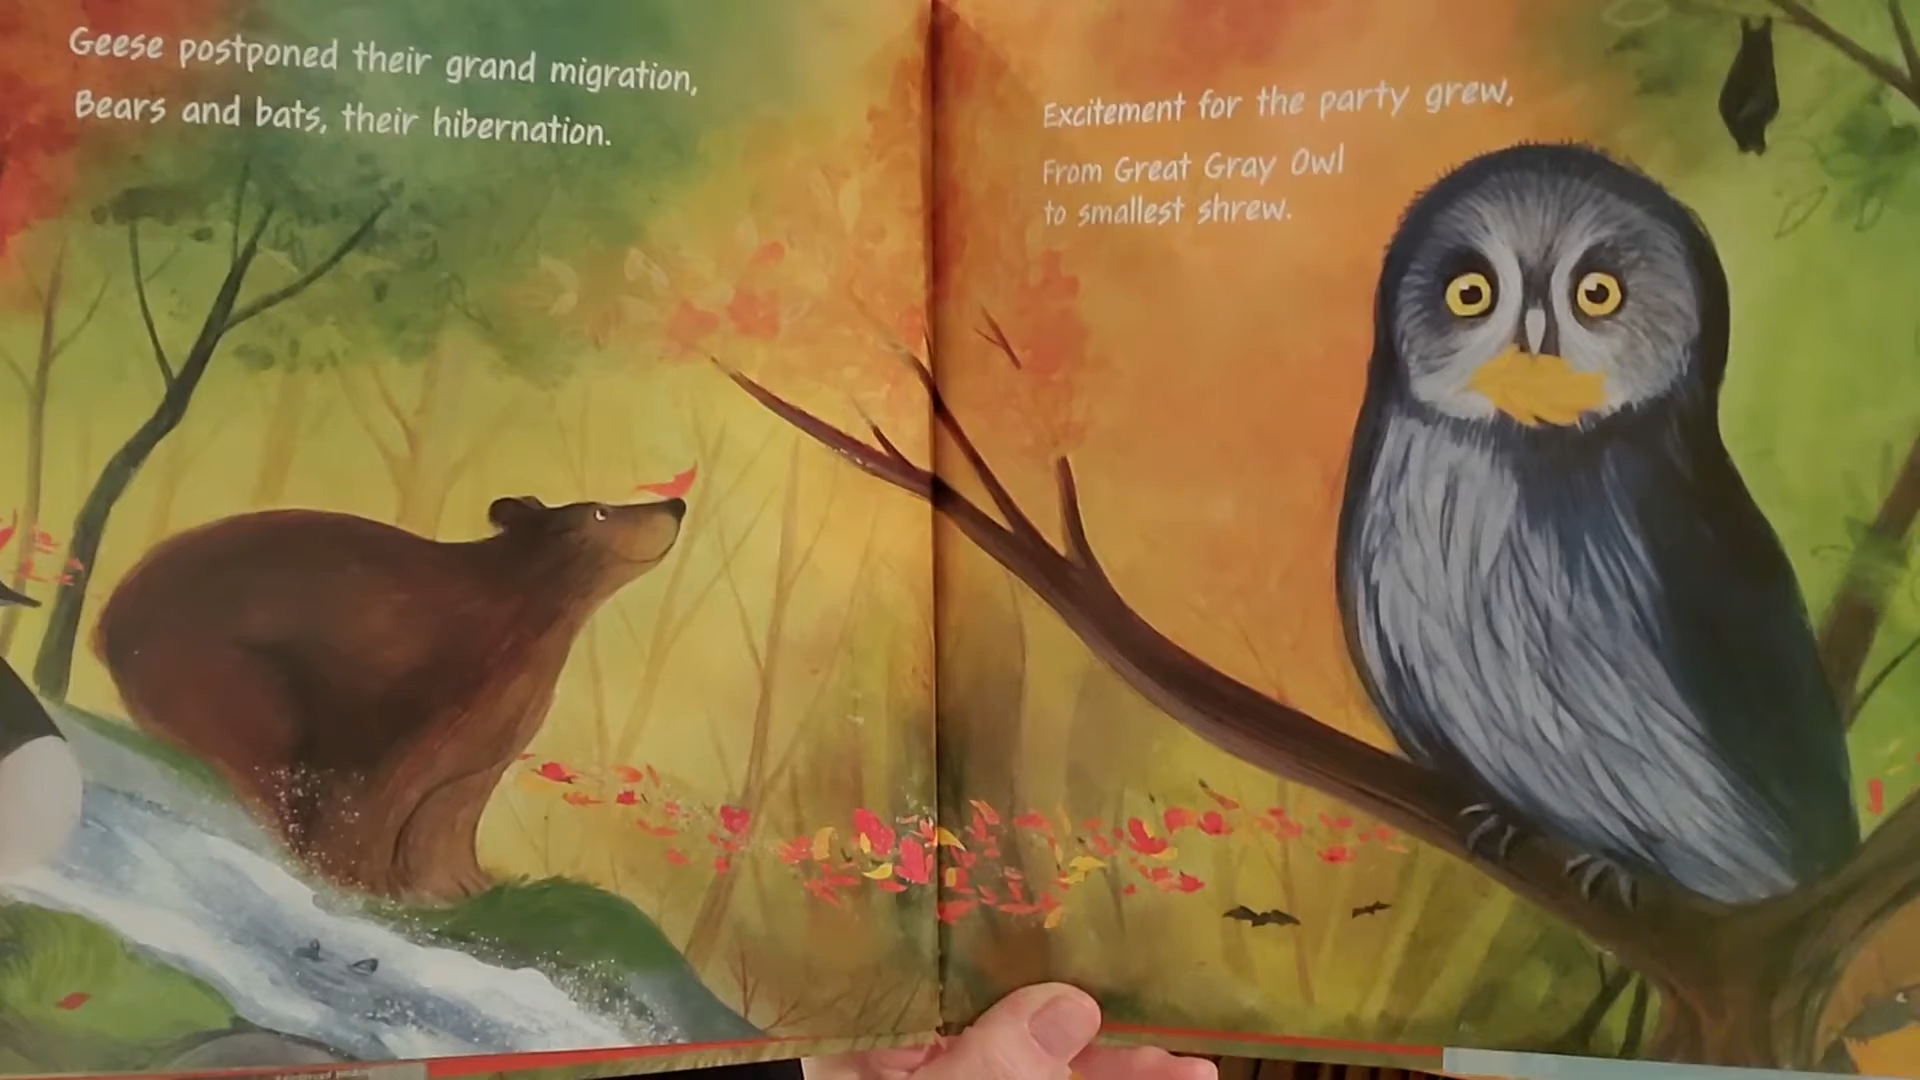 Geese postponed their grand migration,
Bears and bats, their hibernation.
Excitement for the party grew,
From Great Gray Owl
to smallest shrew.